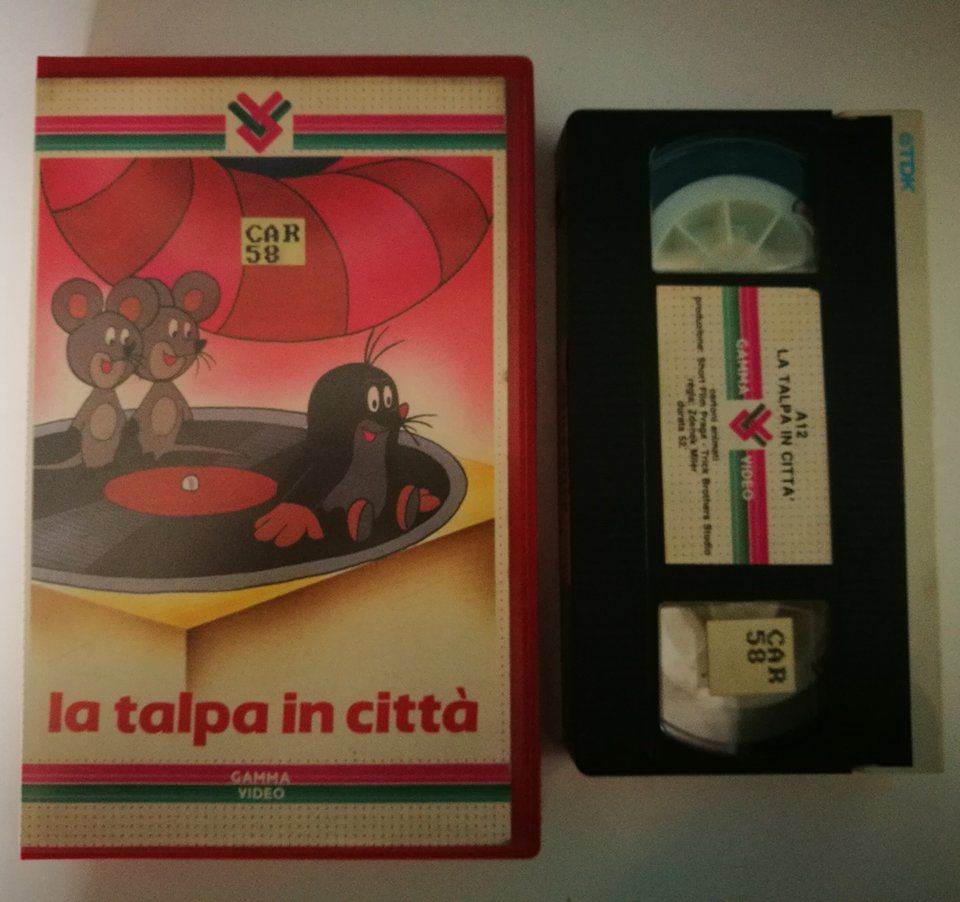 CAR
58
la talpa in città
GAMMA
VIDEO
TDK
A12
LA TALPA IN CITTA'
GAMMA VIDEO
cartoni animati
produzione: Short Film Praga - Trick Brothers Studio
regia: Zdenek Miler
durata 52'
CAR
58